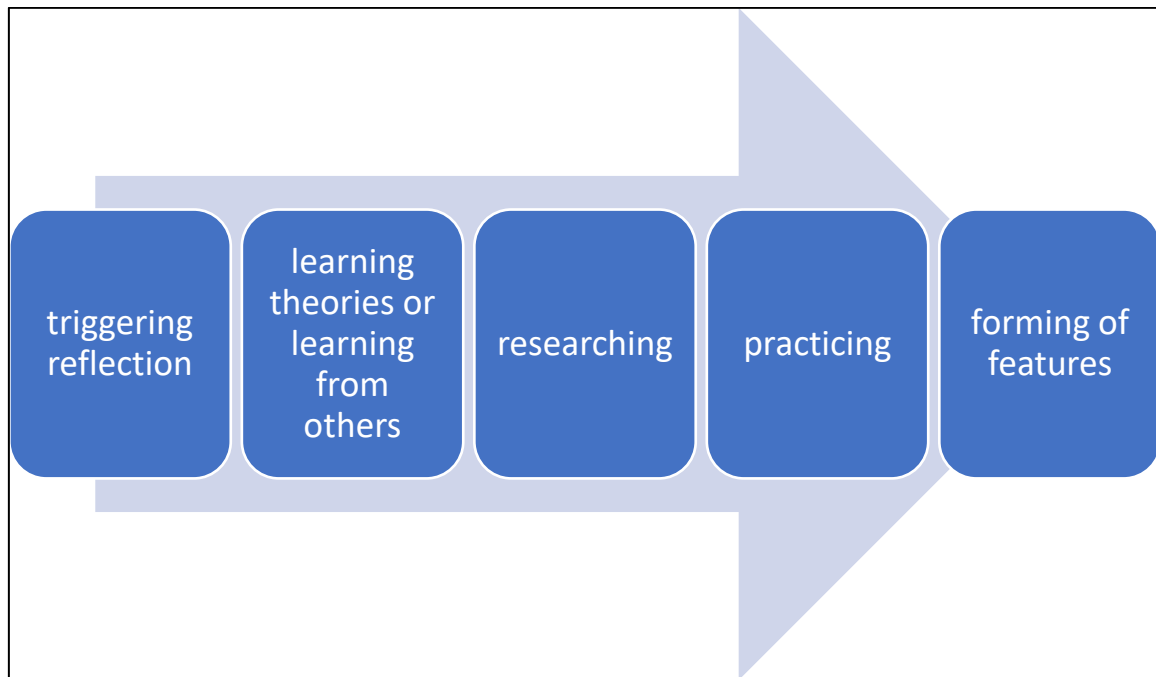 triggering
reflection
learning
theories or
learning
from
others
researching
practicing
forming of
features